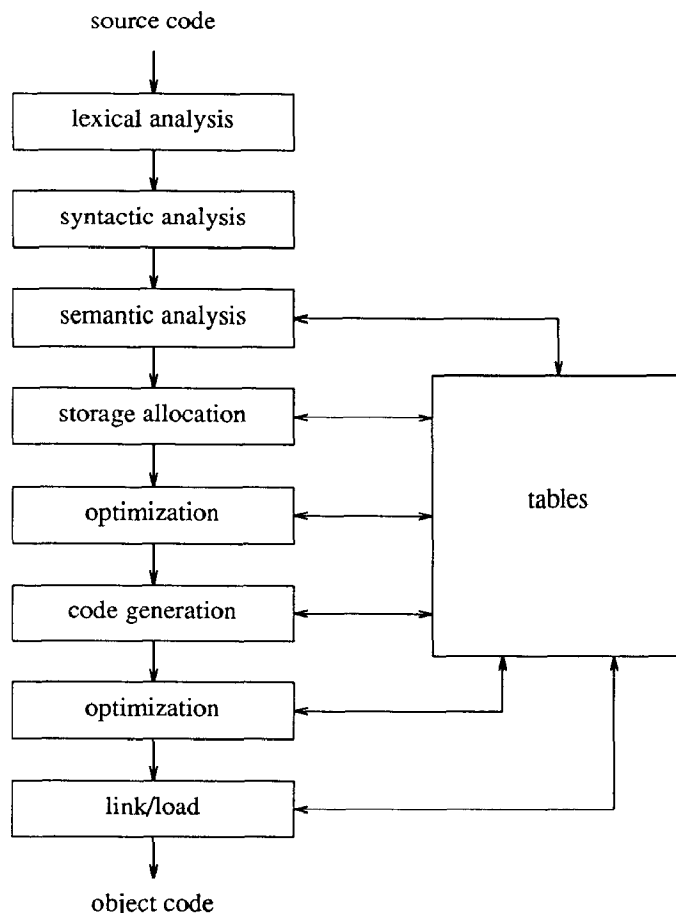 source code
lexical analysis
syntactic analysis
semantic analysis
storage allocation
optimization
code generation
optimization
link/load
object code
tables